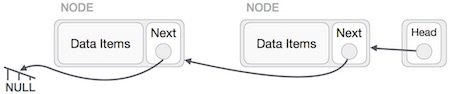 NODE
NODE
Data Items
Next
Data Items
Next
Head
NULL